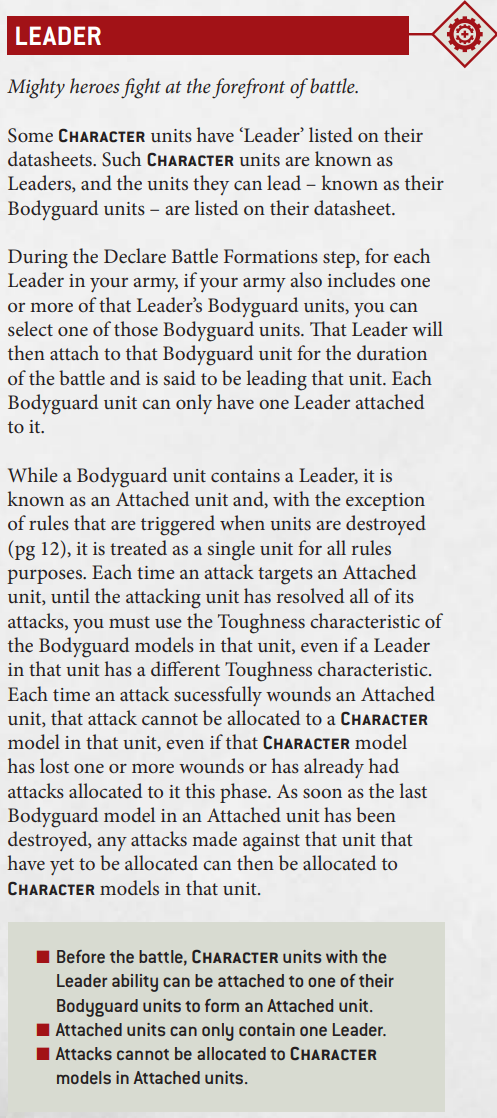 LEADER
Mighty heroes fight at the forefront of battle.
Some CHARACTER units have ‘Leader’ listed on their
datasheets. Such CHARACTER units are known as
Leaders, and the units they can lead – known as their
Bodyguard units – are listed on their datasheet.
During the Declare Battle Formations step, for each
Leader in your army, if your army also includes one
or more of that Leader’s Bodyguard units, you can
select one of those Bodyguard units. That Leader will
then attach to that Bodyguard unit for the duration
of the battle and is said to be leading that unit. Each
Bodyguard unit can only have one Leader attached
to it.
While a Bodyguard unit contains a Leader, it is
known as an Attached unit and, with the exception
of rules that are triggered when units are destroyed
(pg 12), it is treated as a single unit for all rules
purposes. Each time an attack targets an Attached
unit, until the attacking unit has resolved all of its
attacks, you must use the Toughness characteristic of
the Bodyguard models in that unit, even if a Leader
in that unit has a different Toughness characteristic.
Each time an attack sucessfully wounds an Attached
unit, that attack cannot be allocated to a CHARACTER
model in that unit, even if that CHARACTER model
has lost one or more wounds or has already had
attacks allocated to it this phase. As soon as the last
Bodyguard model in an Attached unit has been
destroyed, any attacks made against that unit that
have yet to be allocated can then be allocated to
CHARACTER models in that unit.
■ Before the battle, CHARACTER units with the
Leader ability can be attached to one of their
Bodyguard units to form an Attached unit.
■ Attached units can only contain one Leader.
■ Attacks cannot be allocated to CHARACTER
models in Attached units.